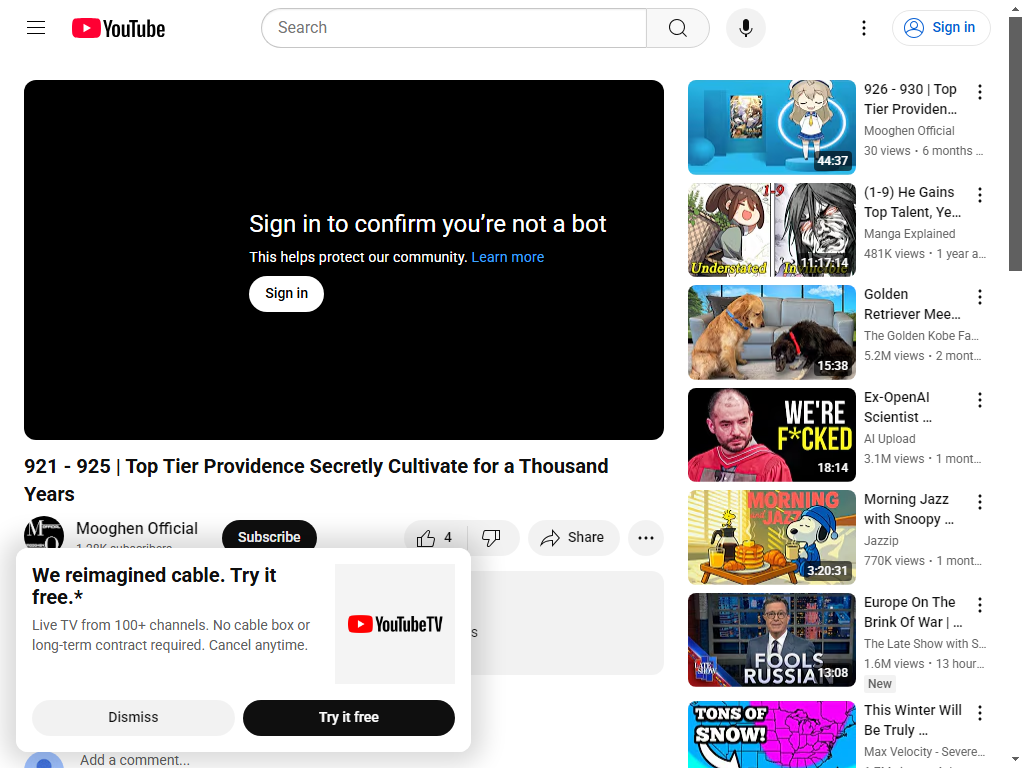 YouTube
Search
Sign in
Sign in to confirm you're not a bot
This helps protect our community. Learn more
Sign in
921 - 925 | Top Tier Providence Secretly Cultivate for a Thousand
Years
Mooghen Official
Subscribe
4
Share
We reimagined cable. Try it
free.*
Live TV from 100+ channels. No cable box or
long-term contract required. Cancel anytime.
YouTubeTV
Dismiss
Try it free
Add a comment...
44:37
926 - 930 | Top
Tier Providen...
Mooghen Official
30 views • 6 months ...
1-9
Understated
Invincible
11:17:14
(1-9) He Gains
Top Talent, Ye...
Manga Explained
481K views • 1 year a...
15:38
Golden
Retriever Mee...
The Golden Kobe Fa...
5.2M views • 2 mont...
WE'RE
F*CKED
18:14
Ex-OpenAI
Scientist ...
AI Upload
3.1M views • 1 mont...
MORNING
and JAZZ
3:20:31
Morning Jazz
with Snoopy ...
Jazzip
770K views • 1 mont...
LATE
SHOW
FOOLS
RUSSIAN
13:08
Europe On The
Brink Of War | ...
The Late Show with S...
1.6M views • 13 hour...
New
TONS OF
SNOW!
This Winter Will
Be Truly ...
Max Velocity - Severe...